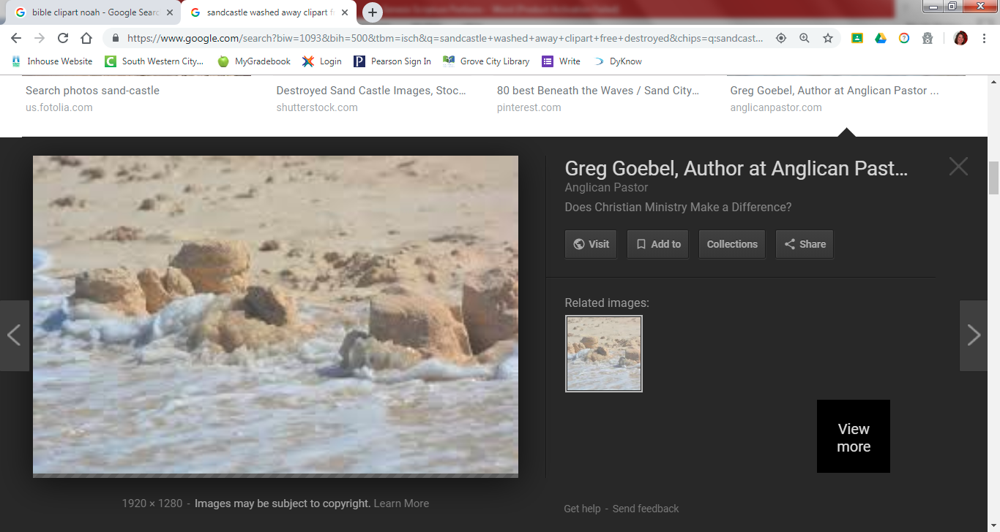 bible clipart noah - Google Searc
sandcastle washed away clipart f
https://www.google.com/search?biw=1093&bih=500&tbm=isch&q=sandcastle+washed+away+clipart+free+destroyed&chips=q:sandcast...
Inhouse Website
South Western City...
MyGradebook
Login
Pearson Sign In
Grove City Library
Write
DyKnow
Search photos sand-castle
us.fotolia.com
Destroyed Sand Castle Images, Stoc...
shutterstock.com
80 best Beneath the Waves / Sand City...
pinterest.com
Greg Goebel, Author at Anglican Pastor ...
anglicanpastor.com
Greg Goebel, Author at Anglican Past...
Anglican Pastor
Does Christian Ministry Make a Difference?
Visit
Add to
Collections
Share
Related images:
View
more
1920 × 1280 - Images may be subject to copyright. Learn More
Get help - Send feedback